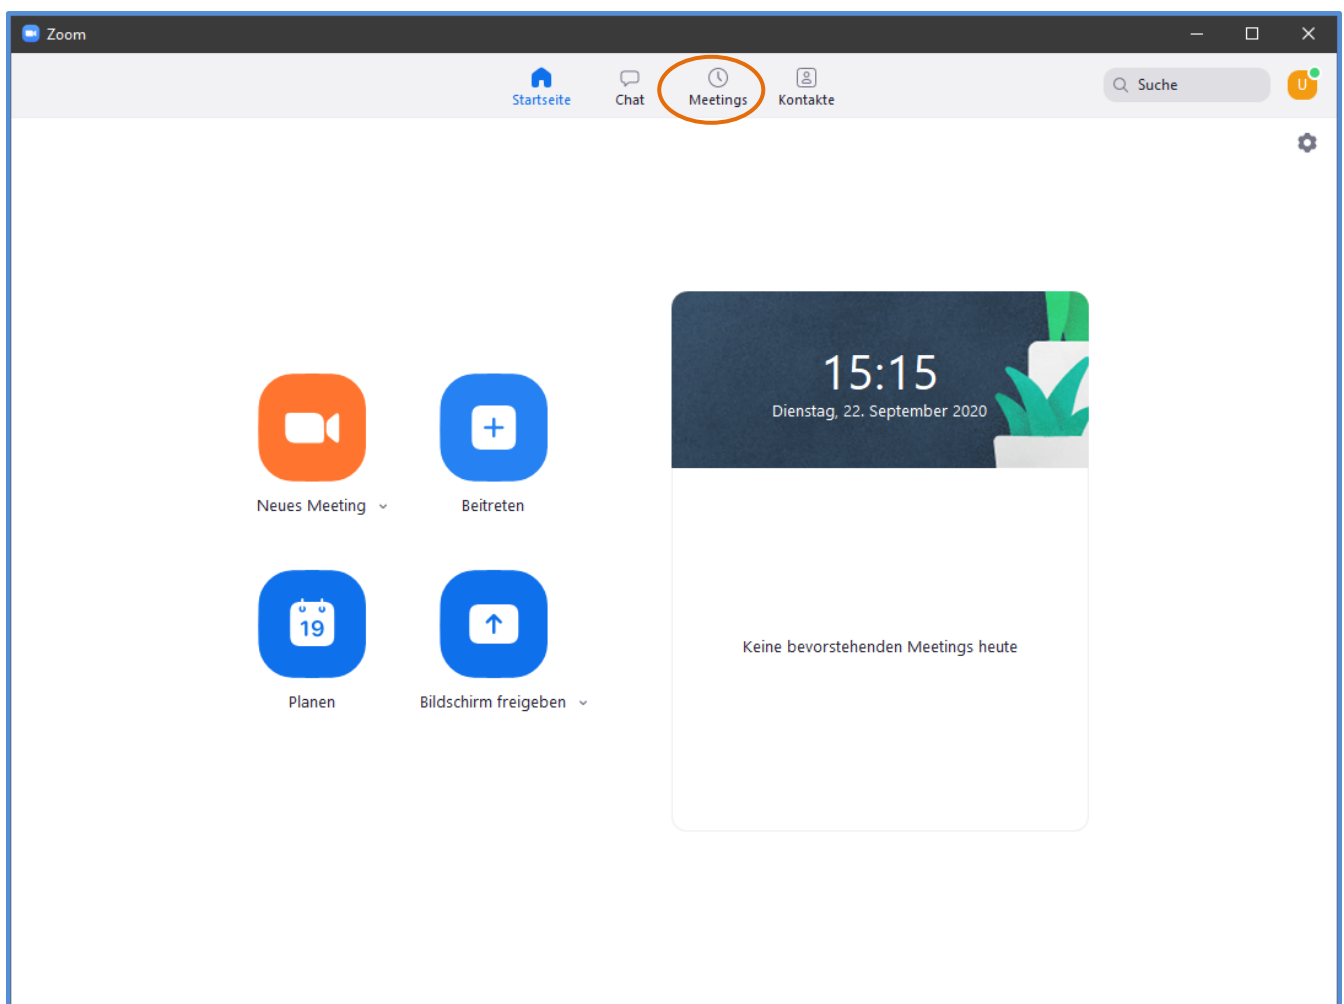 Zoom
Startseite
Chat
Meetings
Kontakte
Suche
U
15:15
Dienstag, 22. September 2020
Neues Meeting
Beitreten
19
Planen
Bildschirm freigeben
Keine bevorstehenden Meetings heute